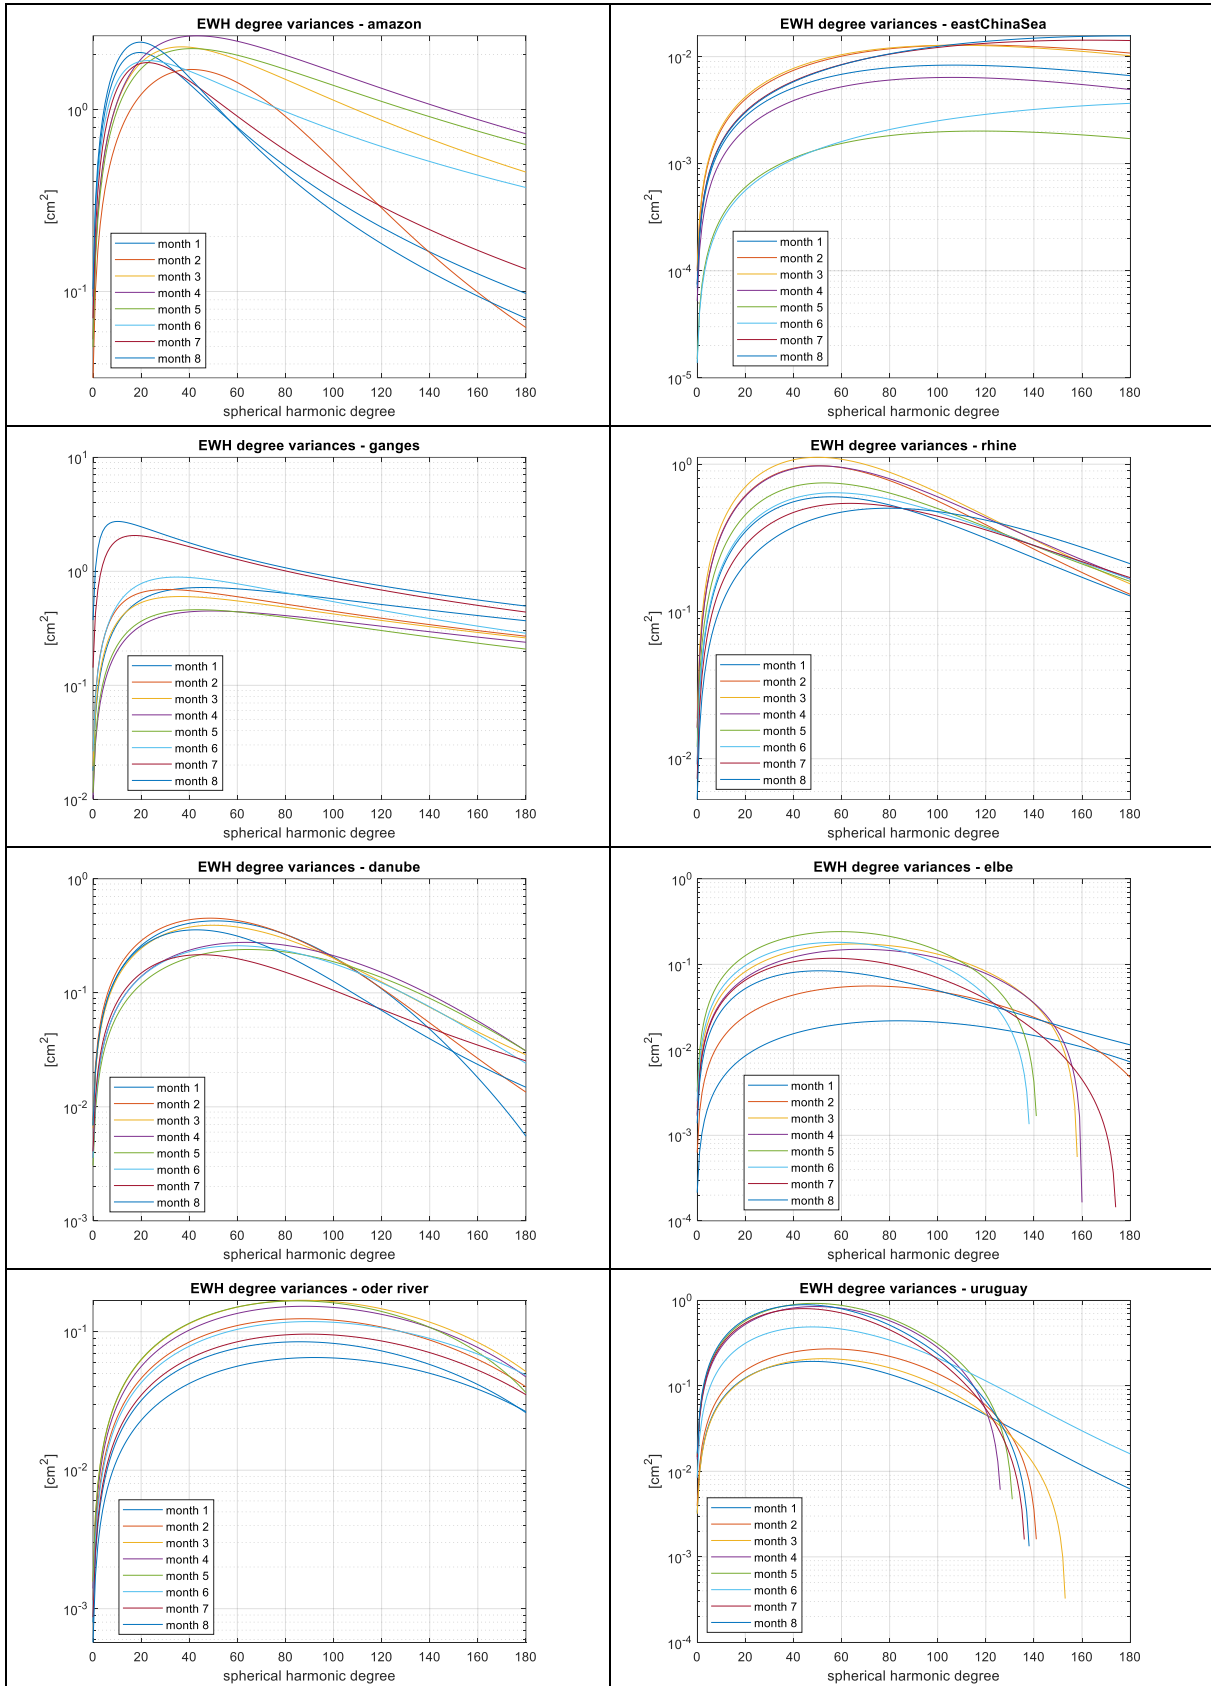 EWH degree variances - amazon
[cm2]
10^0
10^-1
month 1
month 2
month 3
month 4
month 5
month 6
month 7
month 8
0 20 40 60 80 100 120 140 160 180
spherical harmonic degree
EWH degree variances - eastChinaSea
[cm2]
10^-2
10^-3
10^-4
10^-5
month 1
month 2
month 3
month 4
month 5
month 6
month 7
month 8
0 20 40 60 80 100 120 140 160 180
spherical harmonic degree
EWH degree variances - ganges
[cm2]
10^1
10^0
10^-1
10^-2
month 1
month 2
month 3
month 4
month 5
month 6
month 7
month 8
0 20 40 60 80 100 120 140 160 180
spherical harmonic degree
EWH degree variances - rhine
[cm2]
10^0
10^-1
10^-2
month 1
month 2
month 3
month 4
month 5
month 6
month 7
month 8
0 20 40 60 80 100 120 140 160 180
spherical harmonic degree
EWH degree variances - danube
[cm2]
10^0
10^-1
10^-2
10^-3
month 1
month 2
month 3
month 4
month 5
month 6
month 7
month 8
0 20 40 60 80 100 120 140 160 180
spherical harmonic degree
EWH degree variances - elbe
[cm2]
10^0
10^-1
10^-2
10^-3
10^-4
month 1
month 2
month 3
month 4
month 5
month 6
month 7
month 8
0 20 40 60 80 100 120 140 160 180
spherical harmonic degree
EWH degree variances - oder river
[cm2]
10^-1
10^-2
10^-3
month 1
month 2
month 3
month 4
month 5
month 6
month 7
month 8
0 20 40 60 80 100 120 140 160 180
spherical harmonic degree
EWH degree variances - uruguay
[cm2]
10^0
10^-1
10^-2
10^-3
10^-4
month 1
month 2
month 3
month 4
month 5
month 6
month 7
month 8
0 20 40 60 80 100 120 140 160 180
spherical harmonic degree